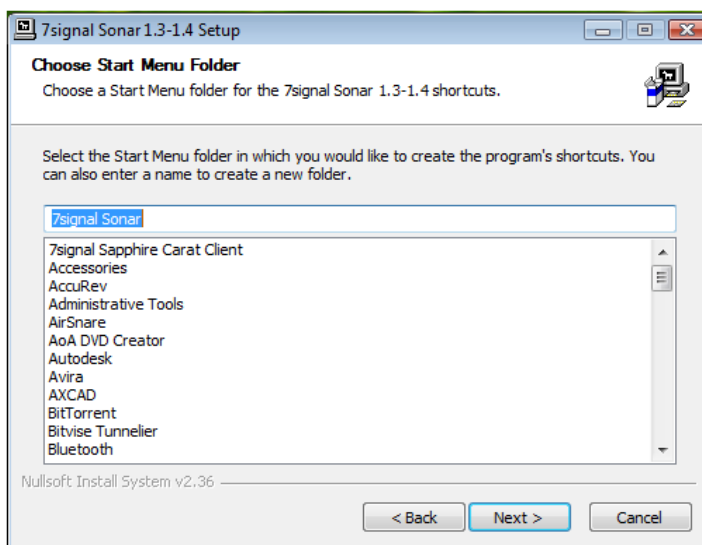 7signal Sonar 1.3-1.4 Setup
Choose Start Menu Folder
Choose a Start Menu folder for the 7signal Sonar 1.3-1.4 shortcuts.
Select the Start Menu folder in which you would like to create the program's shortcuts. You
can also enter a name to create a new folder.
7signal Sonar
7signal Sapphire Carat Client
Accessories
AccuRev
Administrative Tools
AirSnare
AoA DVD Creator
Autodesk
Avira
AXCAD
BitTorrent
Bitvise Tunnelier
Bluetooth
Nullsoft Install System v2.36
< Back Next > Cancel